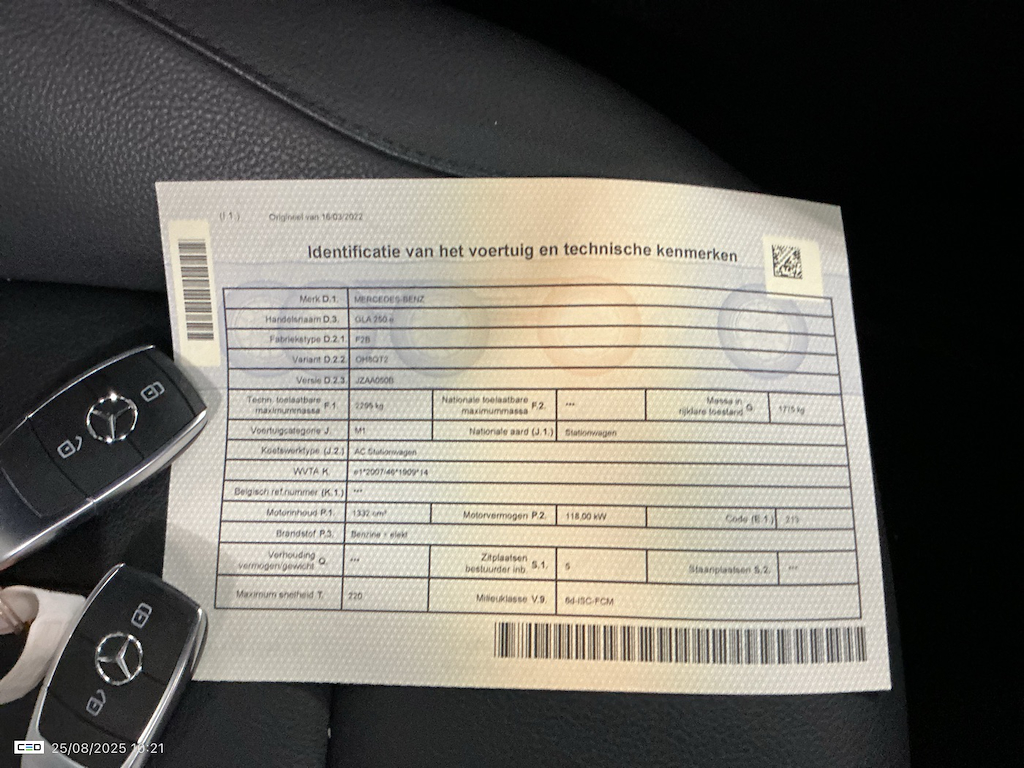 (I.1.) Origineel van 16/03/2022
Identificatie van het voertuig en technische kenmerken
Merk D.1. MERCEDES-BENZ
Handelsnaam D.3. GLA 250 e
Fabriekstype D.2.1. F2B
Variant D.2.2. OH8QT2
Versie D.2.3. JZAA050B
Techn. toelaatbare maximummassa F.1. 2295 kg Nationale toelaatbare maximummassa F.2. *** Massa in rijklare toestand G 1775 kg
Voertuigcategorie J. M1 Nationale aard (J.1.) Stationwagen
Koetswerktype (J.2.) AC Stationwagen
WVTA K. e1*2007/46*1909*14
Belgisch ref.nummer (K.1.) ***
Motorinhoud P.1. 1332 cm³ Motorvermogen P.2. 118,00 kW Code (E.1.) 213
Brandstof P.3. Benzine + elekt
Verhouding vermogen/gewicht Q. *** Zitplaatsen bestuurder inb. S.1. 5 Staanplaatsen S.2. ***
Maximum snelheid T. 220 Milieuklasse V.9. 6d-ISC-FCM
CEO 25/08/2025 10:21